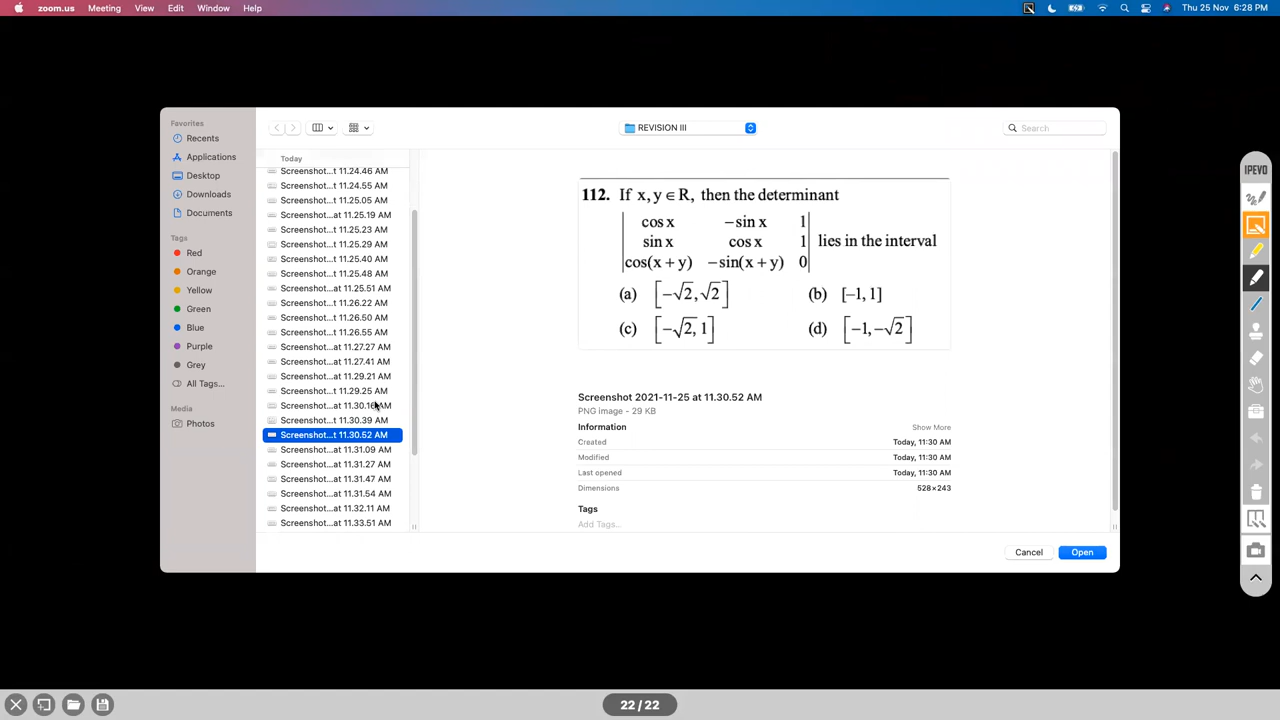 zoom.us Meeting View Edit Window Help Thu 25 Nov 6:28 PM
Favorites
Recents
Applications
Desktop
Downloads
Documents
Tags
Red
Orange
Yellow
Green
Blue
Purple
Grey
All Tags...
Media
Photos
REVISION III
Search
Today
Screenshot...t 11.24.46 AM
Screenshot...t 11.24.55 AM
Screenshot...t 11.25.05 AM
Screenshot...at 11.25.19 AM
Screenshot...t 11.25.23 AM
Screenshot...t 11.25.29 AM
Screenshot...t 11.25.40 AM
Screenshot...t 11.25.48 AM
Screenshot...at 11.25.51 AM
Screenshot...t 11.26.22 AM
Screenshot...t 11.26.50 AM
Screenshot...t 11.26.55 AM
Screenshot...at 11.27.27 AM
Screenshot...at 11.27.41 AM
Screenshot...at 11.29.21 AM
Screenshot...t 11.29.25 AM
Screenshot...at 11.30.16 AM
Screenshot...t 11.30.39 AM
Screenshot...t 11.30.52 AM
Screenshot...at 11.31.09 AM
Screenshot...at 11.31.27 AM
Screenshot...at 11.31.47 AM
Screenshot...at 11.31.54 AM
Screenshot...at 11.32.11 AM
Screenshot...at 11.33.51 AM
112. If x, y ∈ R, then the determinant
cos x −sin x 1
sin x cos x 1 lies in the interval
cos(x + y) −sin(x + y) 0
(a) [−√2, √2] (b) [−1, 1]
(c) [−√2, 1] (d) [−1, −√2]
Screenshot 2021-11-25 at 11.30.52 AM
PNG image - 29 KB
Information Show More
Created Today, 11:30 AM
Modified Today, 11:30 AM
Last opened Today, 11:30 AM
Dimensions 528×243
Tags
Add Tags...
Cancel Open
IPEVO
22 / 22